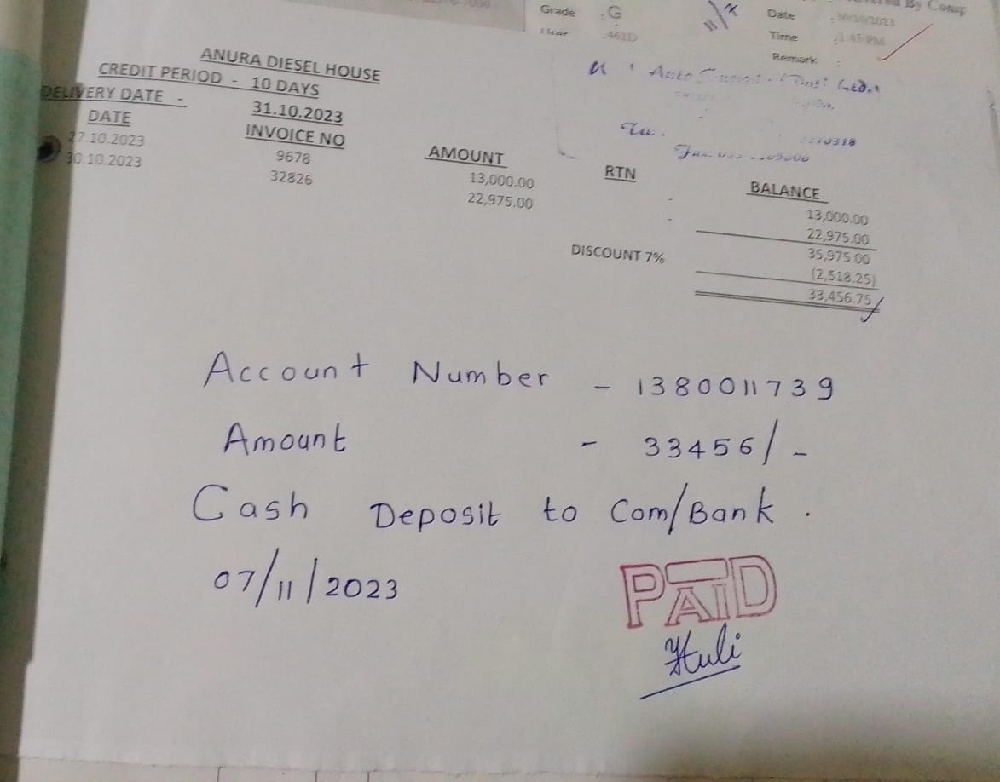 Grade : G
Date
Time
Remark :
ANURA DIESEL HOUSE
CREDIT PERIOD - 10 DAYS
DELIVERY DATE - 31.10.2023
DATE INVOICE NO AMOUNT RTN BALANCE
27.10.2023 9678 13,000.00 - 13,000.00
30.10.2023 32826 22,975.00 - 22,975.00
35,975.00
DISCOUNT 7% (2,518.25)
33,456.75
Account Number - 1380011739
Amount - 33456/-
Cash Deposit to Com/Bank.
07/11/2023
PAID